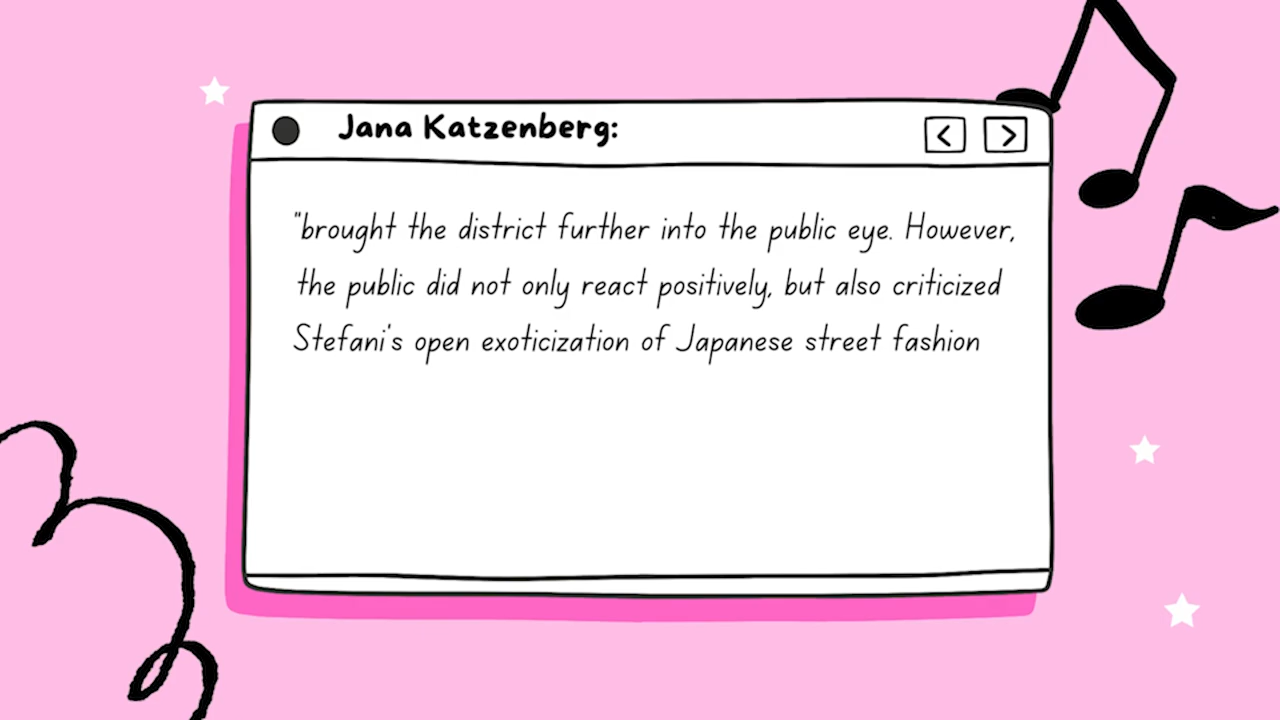 Jana Katzenberg:
"brought the district further into the public eye. However,
the public did not only react positively, but also criticized
Stefani's open exoticization of Japanese street fashion